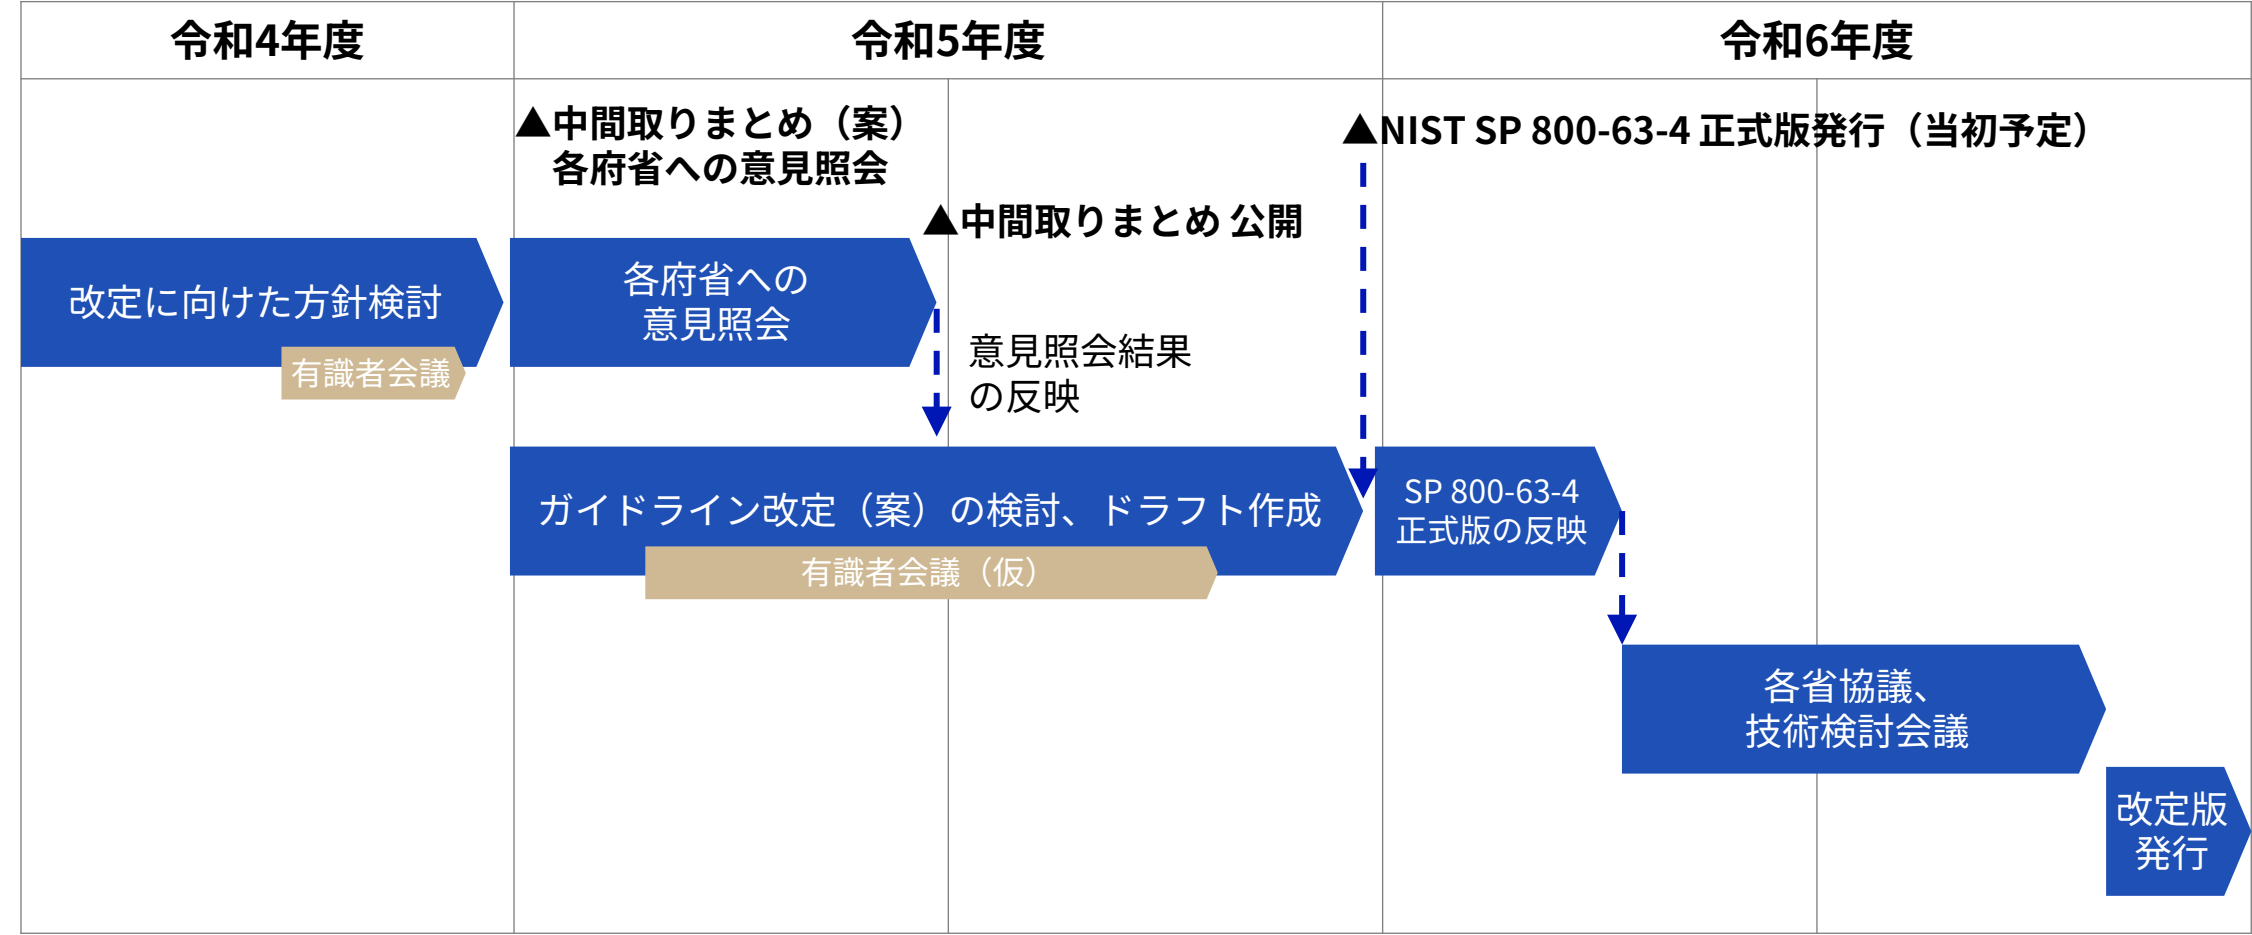 令和4年度
令和5年度
令和6年度
▲中間取りまとめ（案）
各府省への意見照会
▲NIST SP 800-63-4 正式版発行（当初予定）
▲中間取りまとめ 公開
改定に向けた方針検討
有識者会議
各府省への
意見照会
意見照会結果
の反映
ガイドライン改定（案）の検討、ドラフト作成
有識者会議（仮）
SP 800-63-4
正式版の反映
各省協議、
技術検討会議
改定版
発行